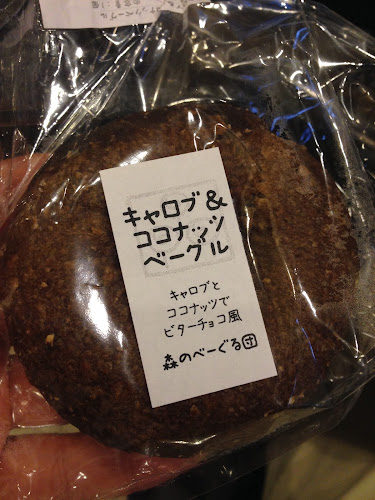 キャロブ&
ココナッツ
ベーグル
キャロブと
ココナッツで
ビターチョコ風
森のべーぐる団